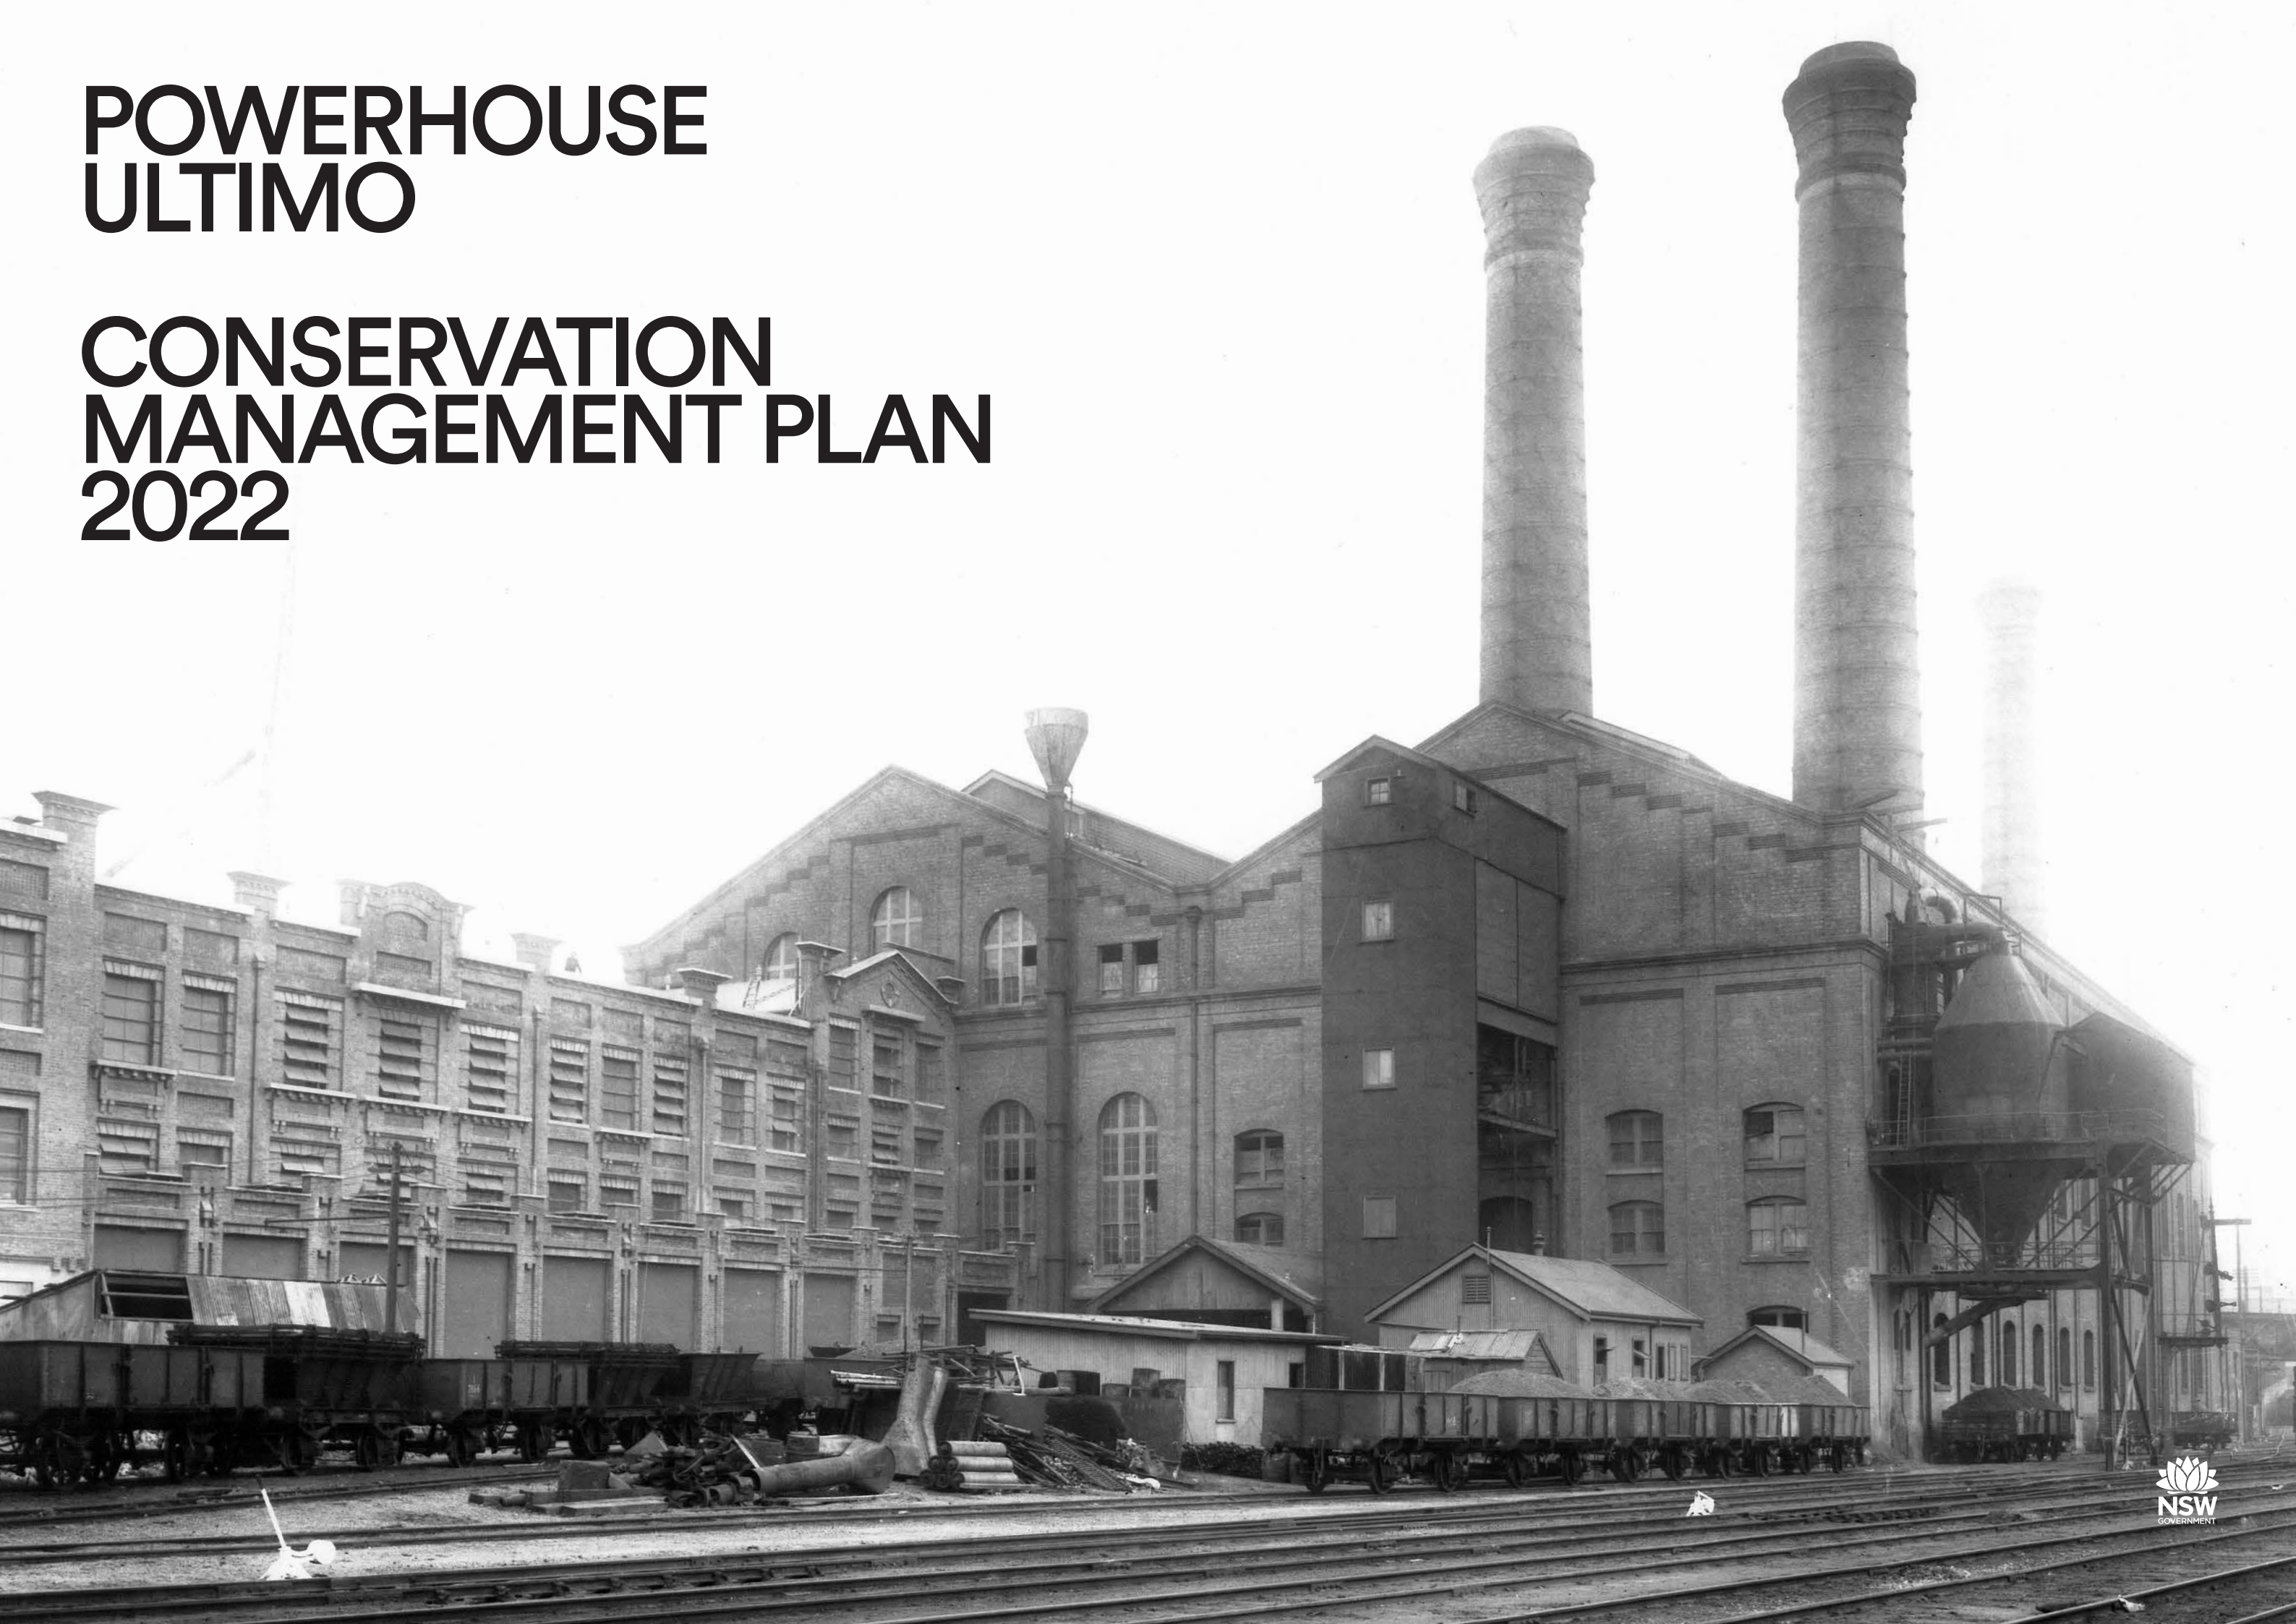 POWERHOUSE
ULTIMO
CONSERVATION
MANAGEMENT PLAN
2022
NSW
GOVERNMENT